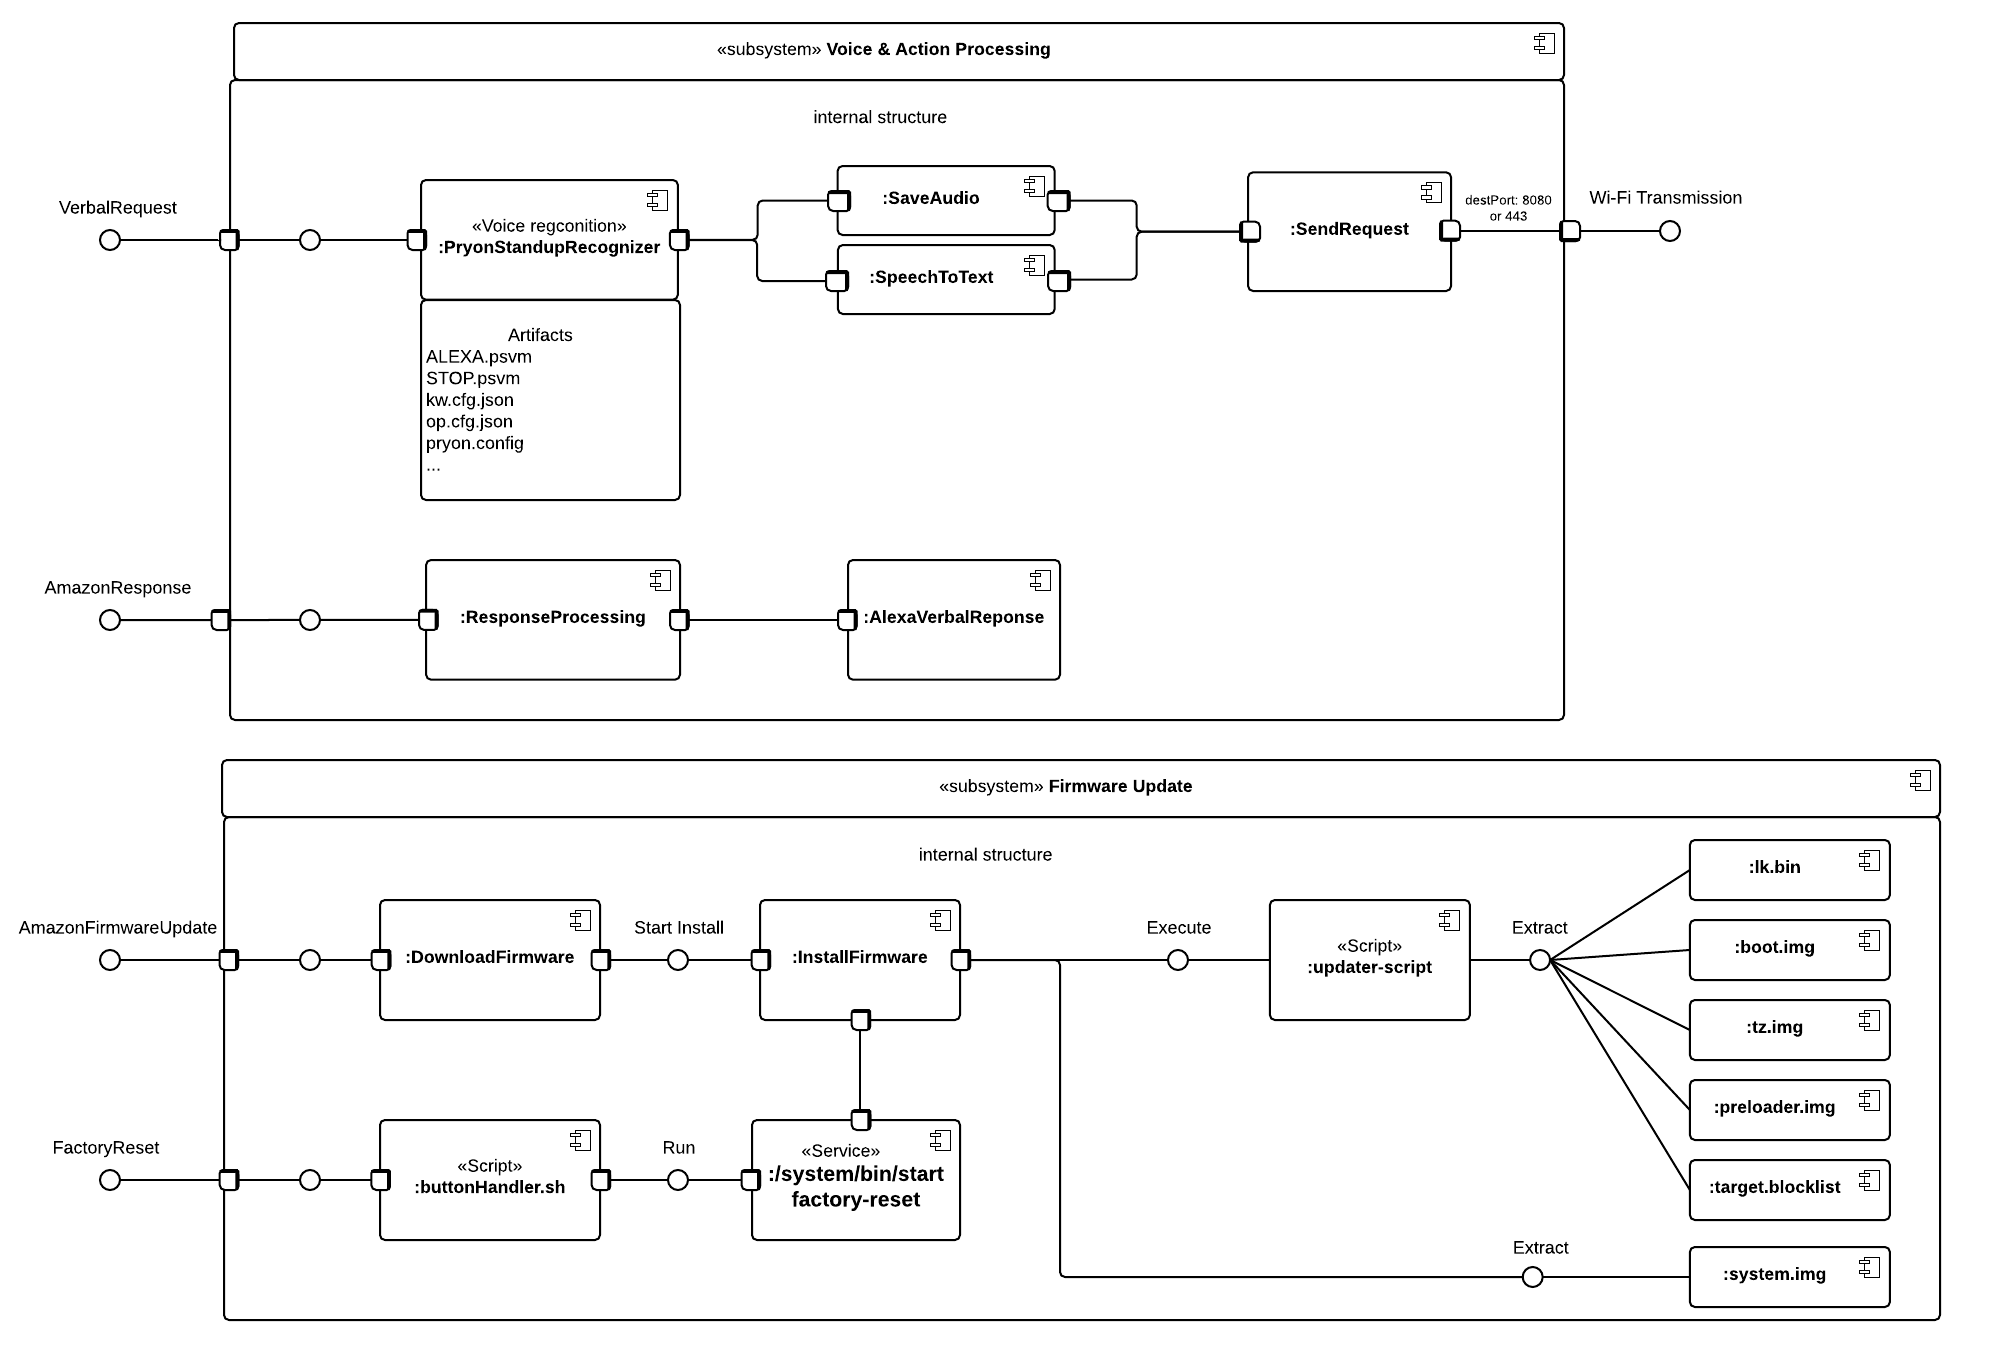 «subsystem» Voice & Action Processing
internal structure
VerbalRequest
«Voice regconition»
:PryonStandupRecognizer
Artifacts
ALEXA.psvm
STOP.psvm
kw.cfg.json
op.cfg.json
pryon.config
...
:SaveAudio
:SpeechToText
:SendRequest
destPort: 8080
or 443
Wi-Fi Transmission
AmazonResponse
:ResponseProcessing
:AlexaVerbalReponse
«subsystem» Firmware Update
internal structure
AmazonFirmwareUpdate
:DownloadFirmware
Start Install
:InstallFirmware
Execute
«Script»
:updater-script
Extract
:lk.bin
:boot.img
:tz.img
:preloader.img
:target.blocklist
FactoryReset
«Script»
:buttonHandler.sh
Run
«Service»
:/system/bin/start
factory-reset
Extract
:system.img